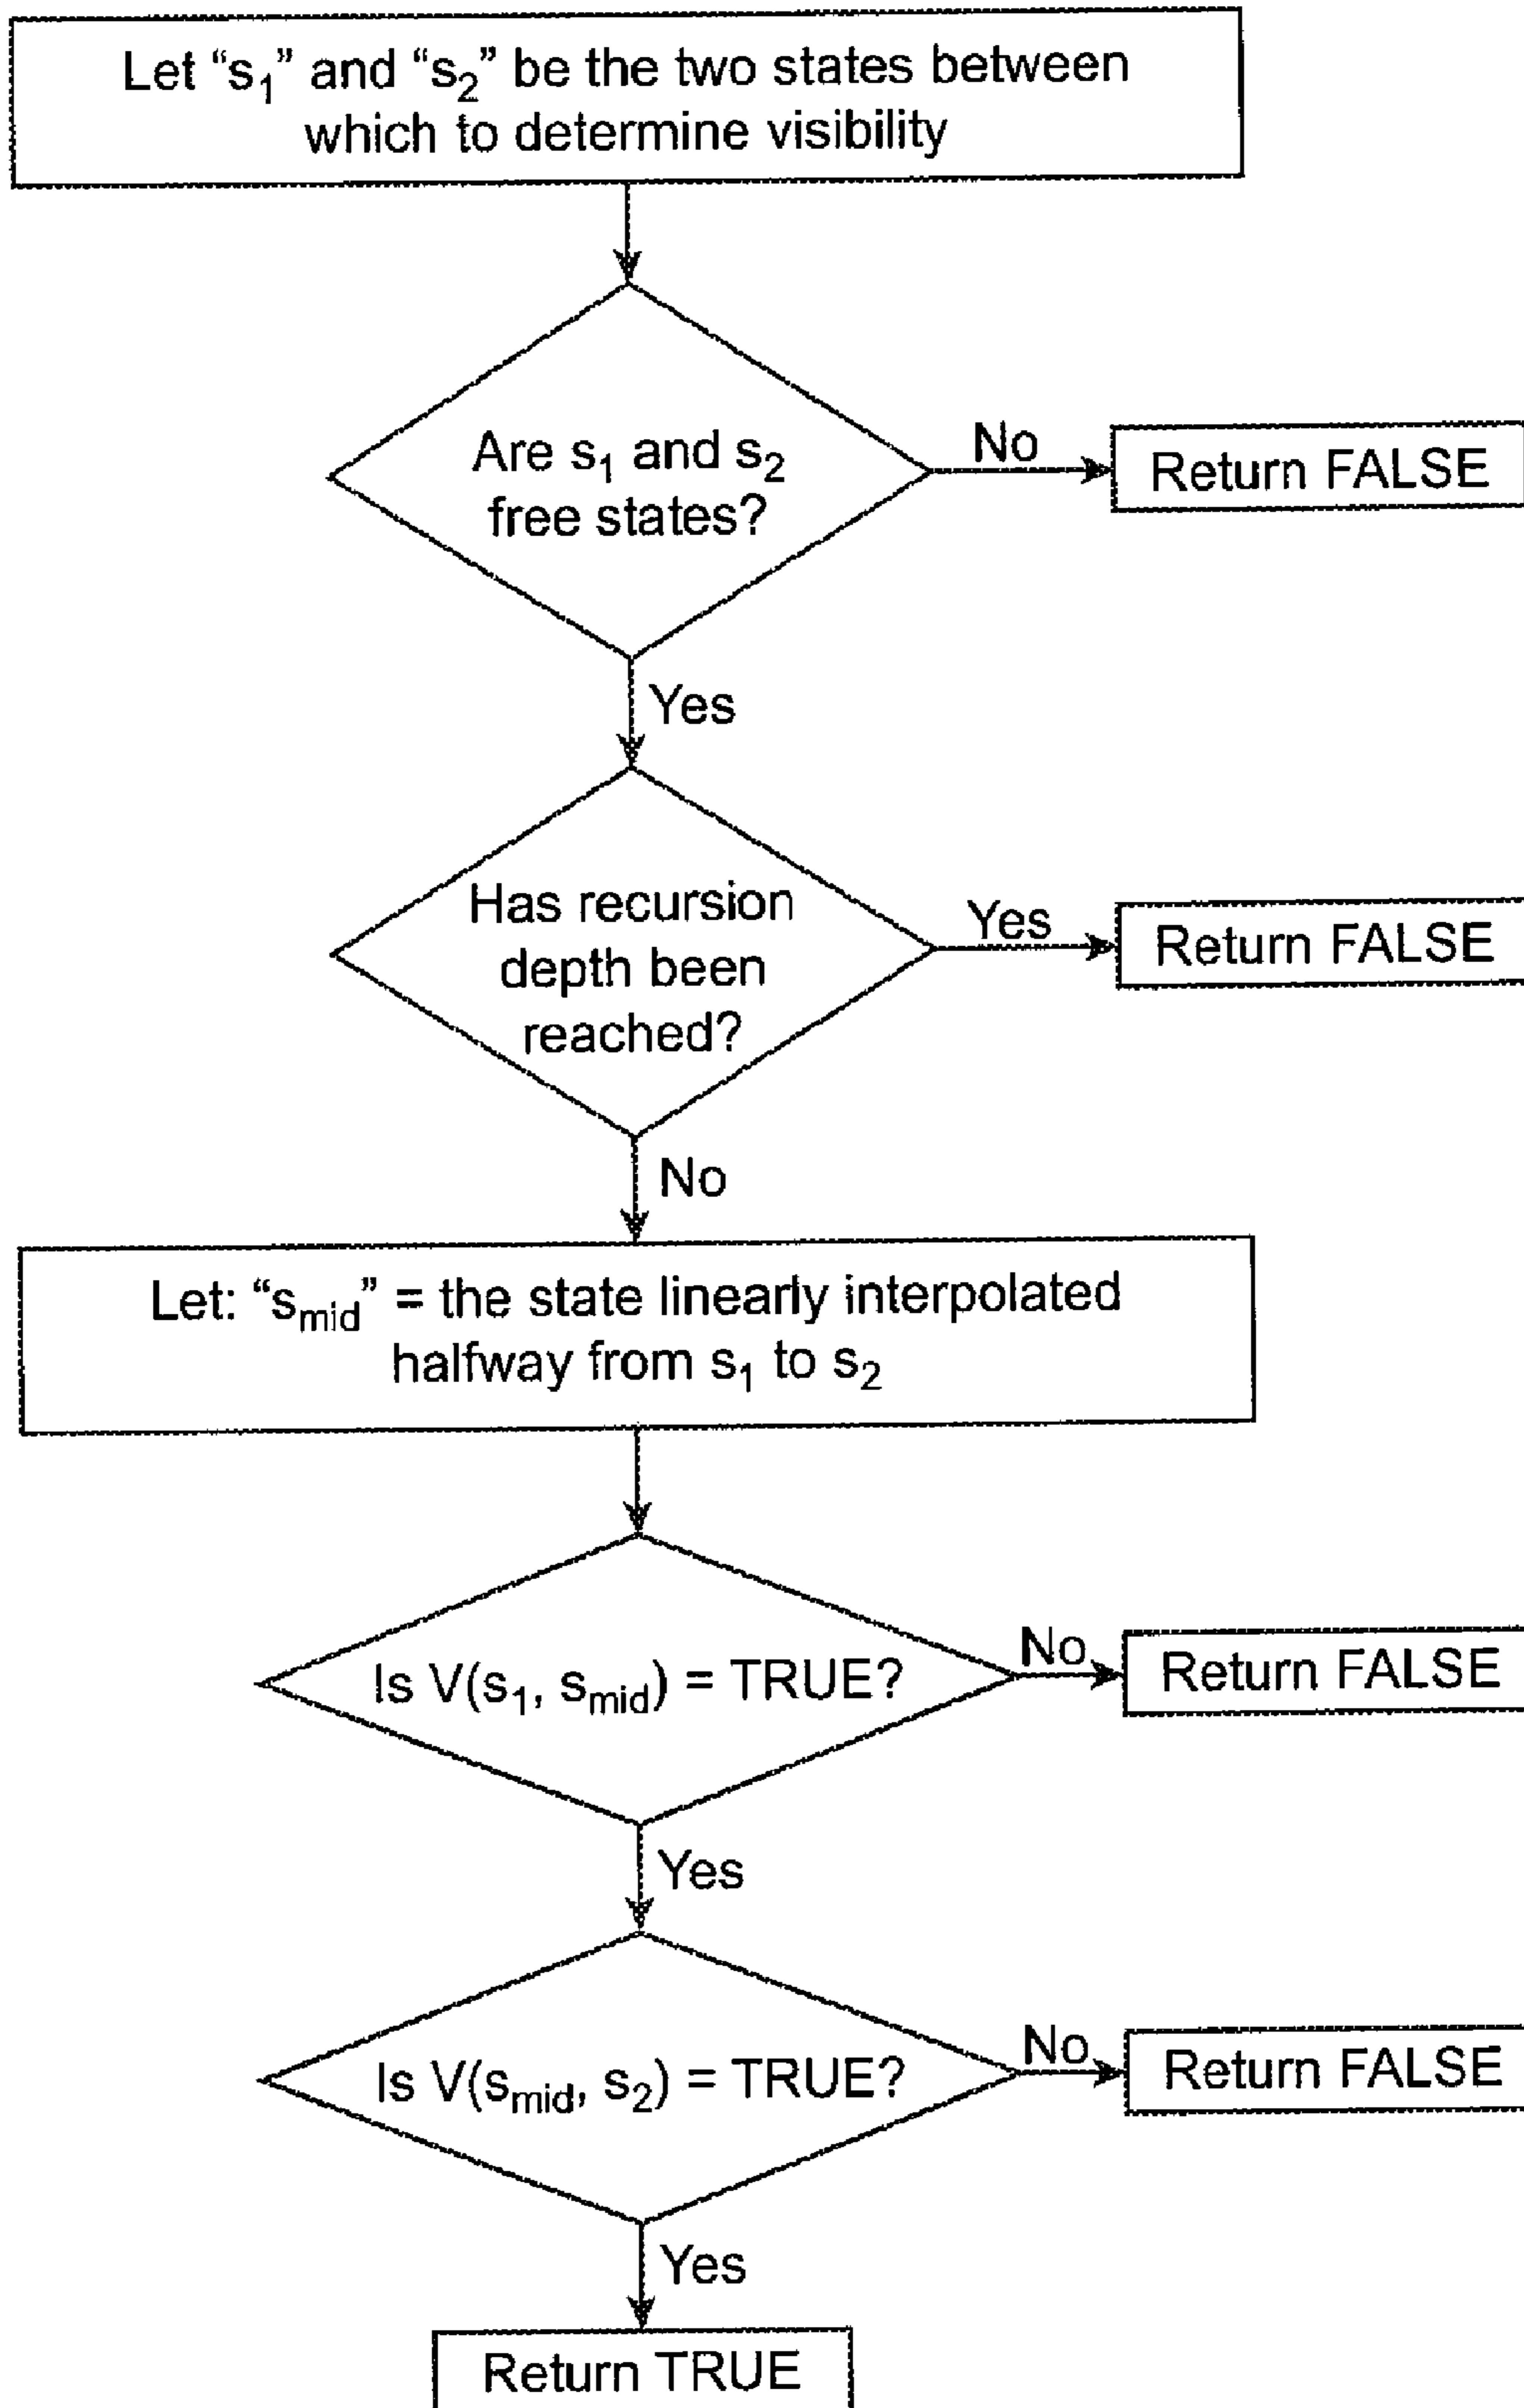 Let “s₁” and “s₂” be the two states between
which to determine visibility
Are s₁ and s₂
free states?
No
Return FALSE
Yes
Has recursion
depth been
reached?
Yes
Return FALSE
No
Let: “s_mid” = the state linearly interpolated
halfway from s₁ to s₂
Is V(s₁, s_mid) = TRUE?
No
Return FALSE
Yes
Is V(s_mid, s₂) = TRUE?
No
Return FALSE
Yes
Return TRUE